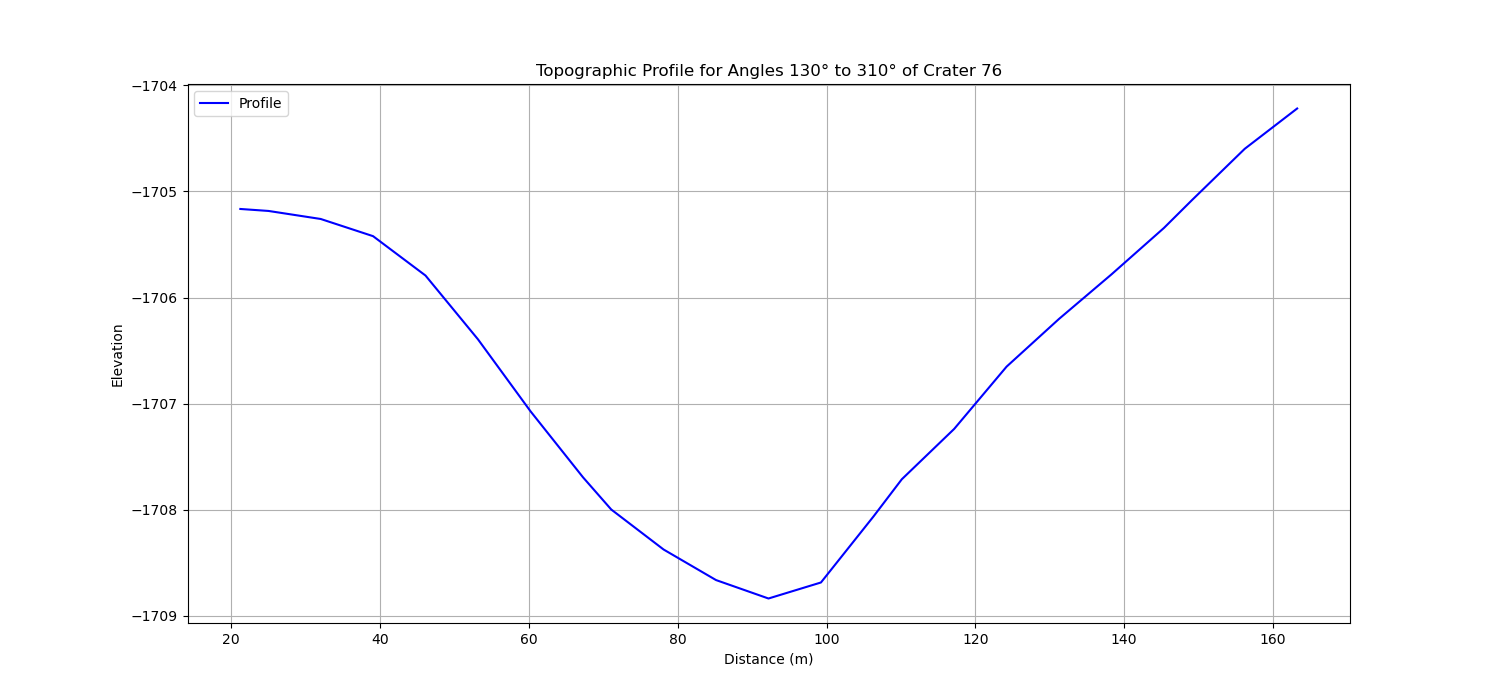 Topographic Profile for Angles 130° to 310° of Crater 76
Profile
−1704
−1705
−1706
−1707
−1708
−1709
Elevation
20 40 60 80 100 120 140 160
Distance (m)